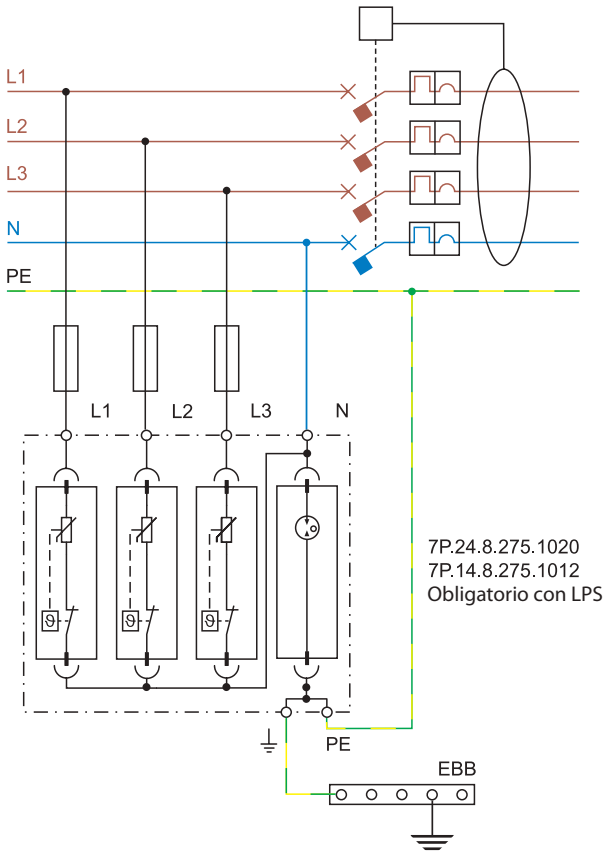 L1
L2
L3
N
PE
L1 L2 L3 N
ϑ ϑ ϑ
7P.24.8.275.1020
7P.14.8.275.1012
Obligatorio con LPS
PE
EBB